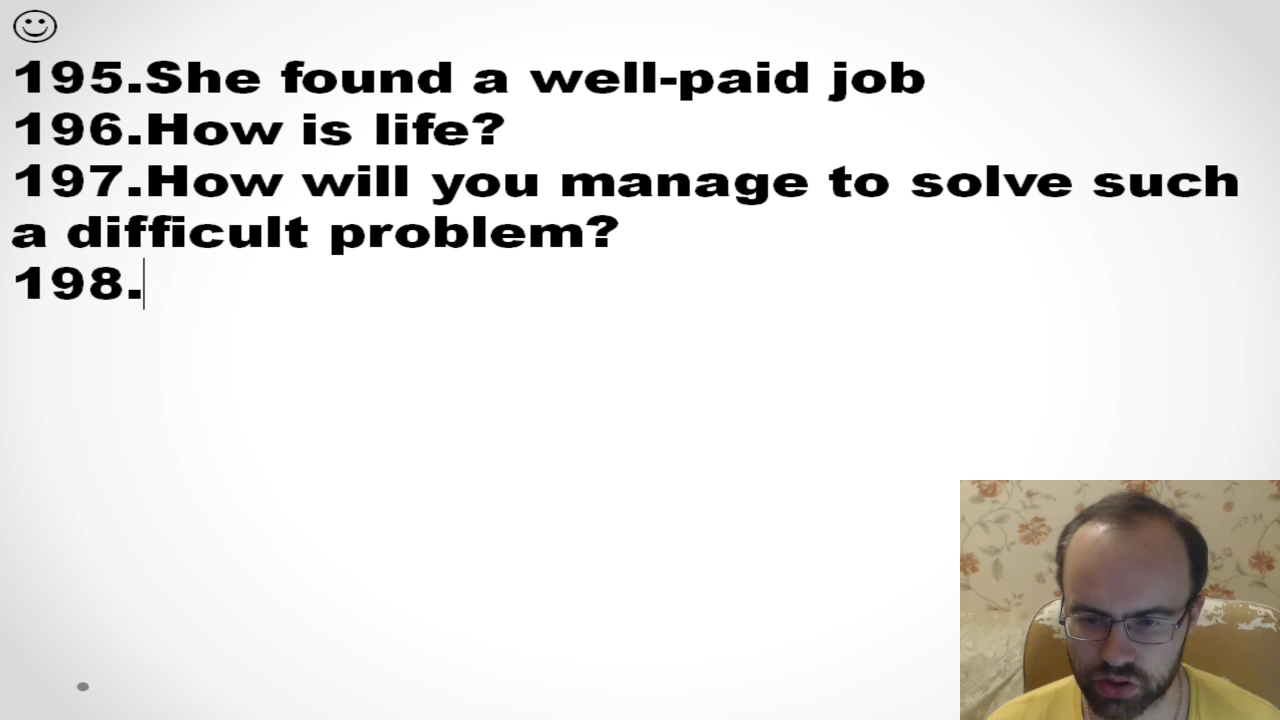 195.She found a well-paid job
196.How is life?
197.How will you manage to solve such
a difficult problem?
198.